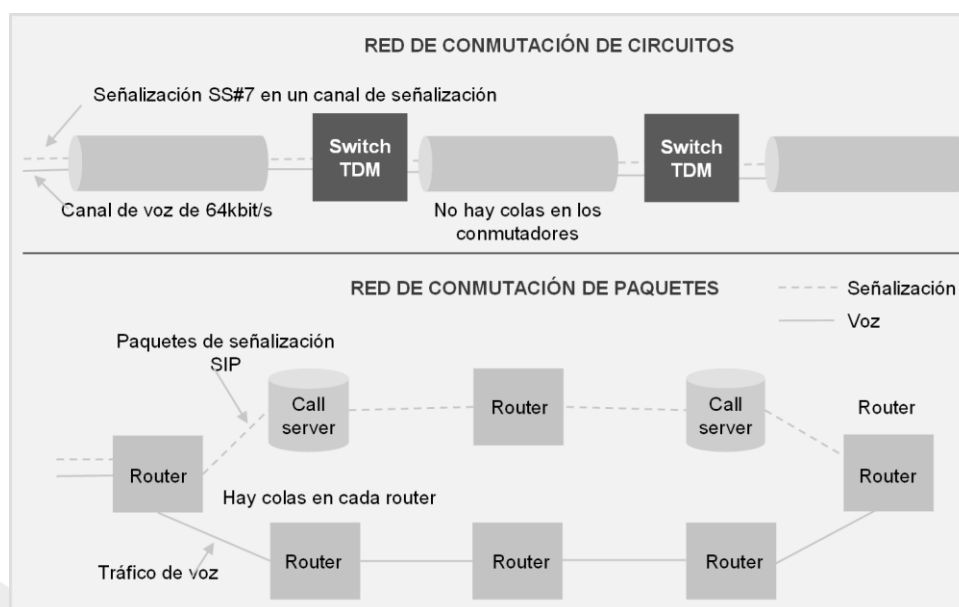 RED DE CONMUTACIÓN DE CIRCUITOS
Señalización SS#7 en un canal de señalización
Switch
TDM
Switch
TDM
Canal de voz de 64kbit/s
No hay colas en los
conmutadores
RED DE CONMUTACIÓN DE PAQUETES
Señalización
Voz
Paquetes de señalización
SIP
Call
server
Router
Call
server
Router
Router
Router
Hay colas en cada router
Router
Router
Router
Tráfico de voz